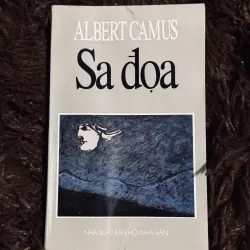 ALBERT CAMUS
Sa đọa
NHÀ XUẤT BẢN HỘI NHÀ VĂN